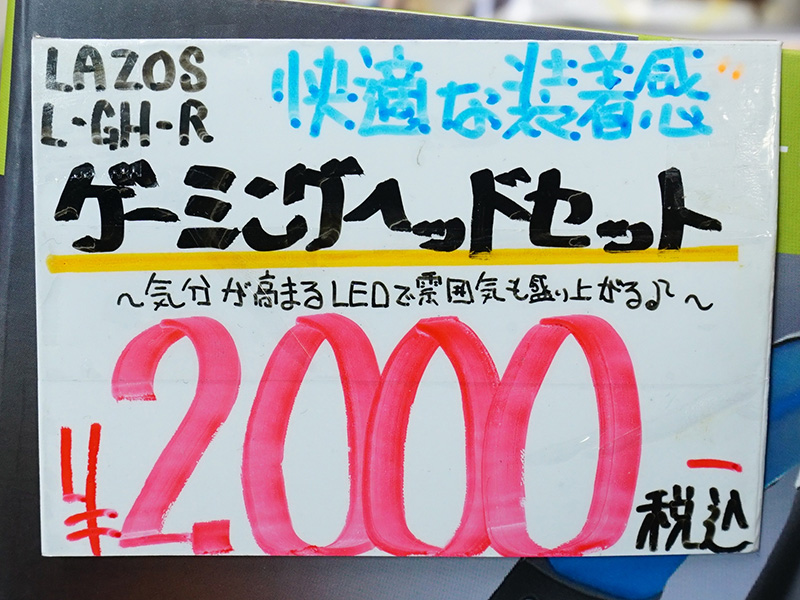 LAZOS
L-GH-R
快適な装着感
ゲーミングヘッドセット
～気分が高まるLEDで雰囲気も盛り上がる♪～
¥2.000-
税込